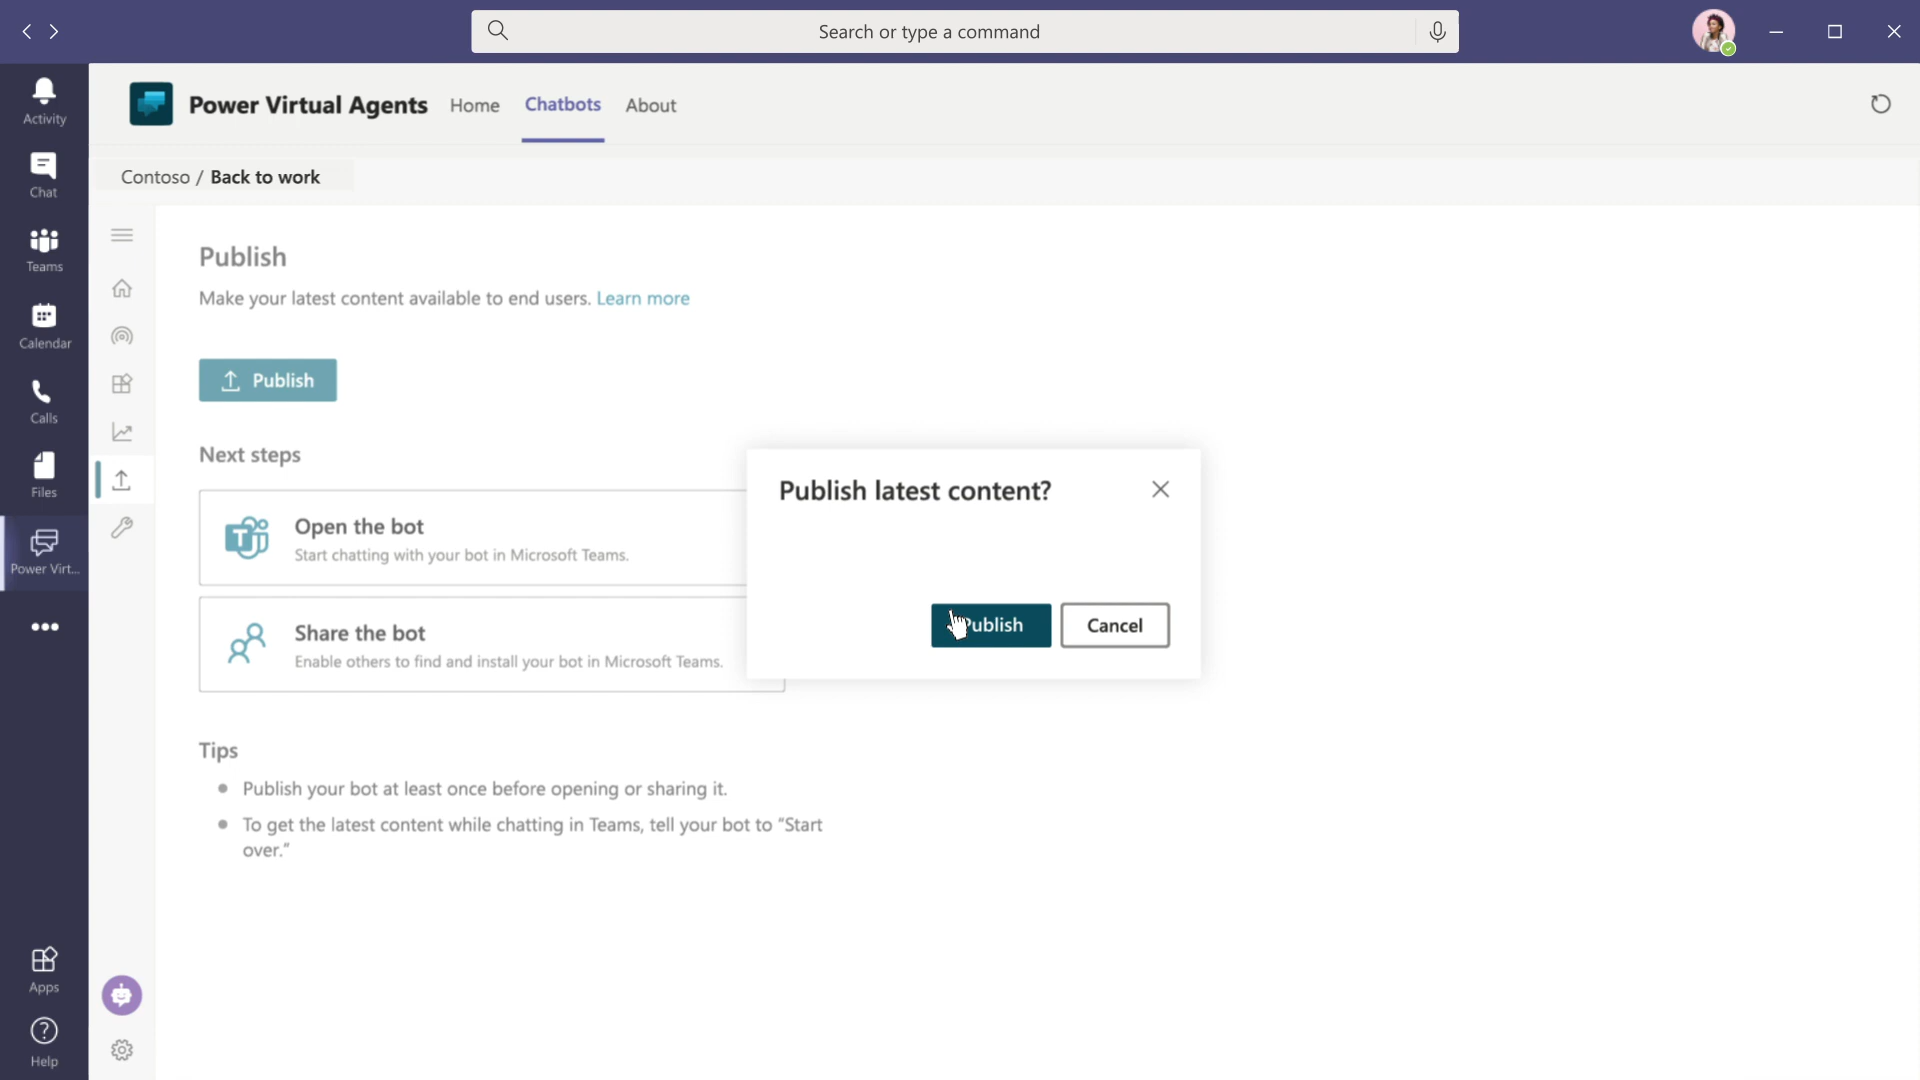 Search or type a command
Activity
Chat
Teams
Calendar
Calls
Files
Power Virt...
Apps
Help
Power Virtual Agents
Home
Chatbots
About
Contoso / Back to work
Publish
Make your latest content available to end users. Learn more
Publish
Next steps
Open the bot
Start chatting with your bot in Microsoft Teams.
Share the bot
Enable others to find and install your bot in Microsoft Teams.
Tips
Publish your bot at least once before opening or sharing it.
To get the latest content while chatting in Teams, tell your bot to "Start
over."
Publish latest content?
Publish
Cancel